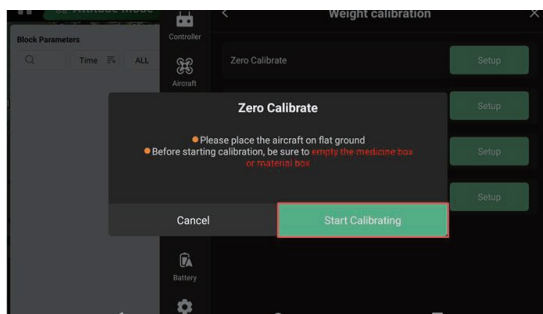 Attitude Mode
Weight calibration
Block Parameters
Time
ALL
Controller
Aircraft
Zero Calibrate
Setup
Setup
Setup
Setup
Zero Calibrate
Please place the aircraft on flat ground
Before starting calibration, be sure to empty the medicine box
or material box
Cancel
Start Calibrating
Battery